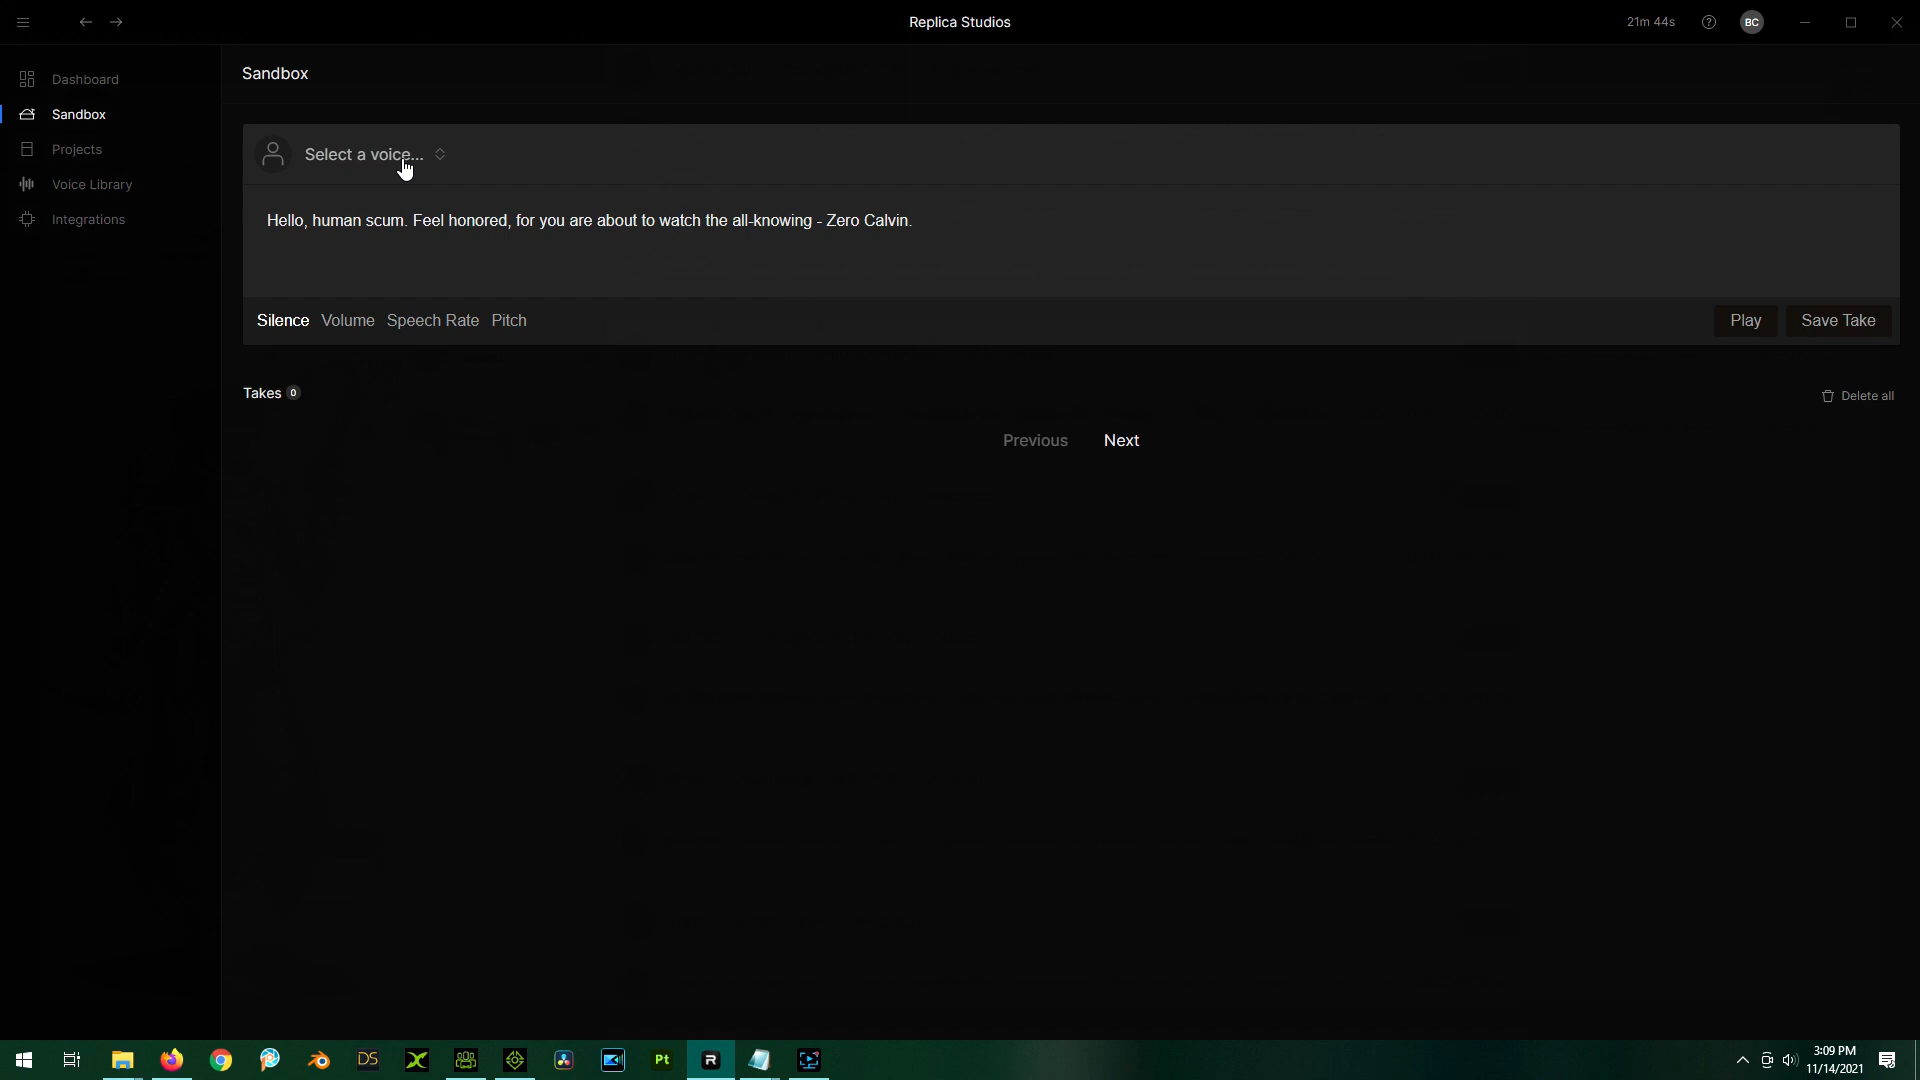 Replica Studios
21m 44s
BC
Dashboard
Sandbox
Projects
Voice Library
Integrations
Sandbox
Select a voice...
Hello, human scum. Feel honored, for you are about to watch the all-knowing - Zero Calvin.
Silence Volume Speech Rate Pitch
Play Save Take
Takes 0
Delete all
Previous Next
DS
Pt
R
3:09 PM
11/14/2021